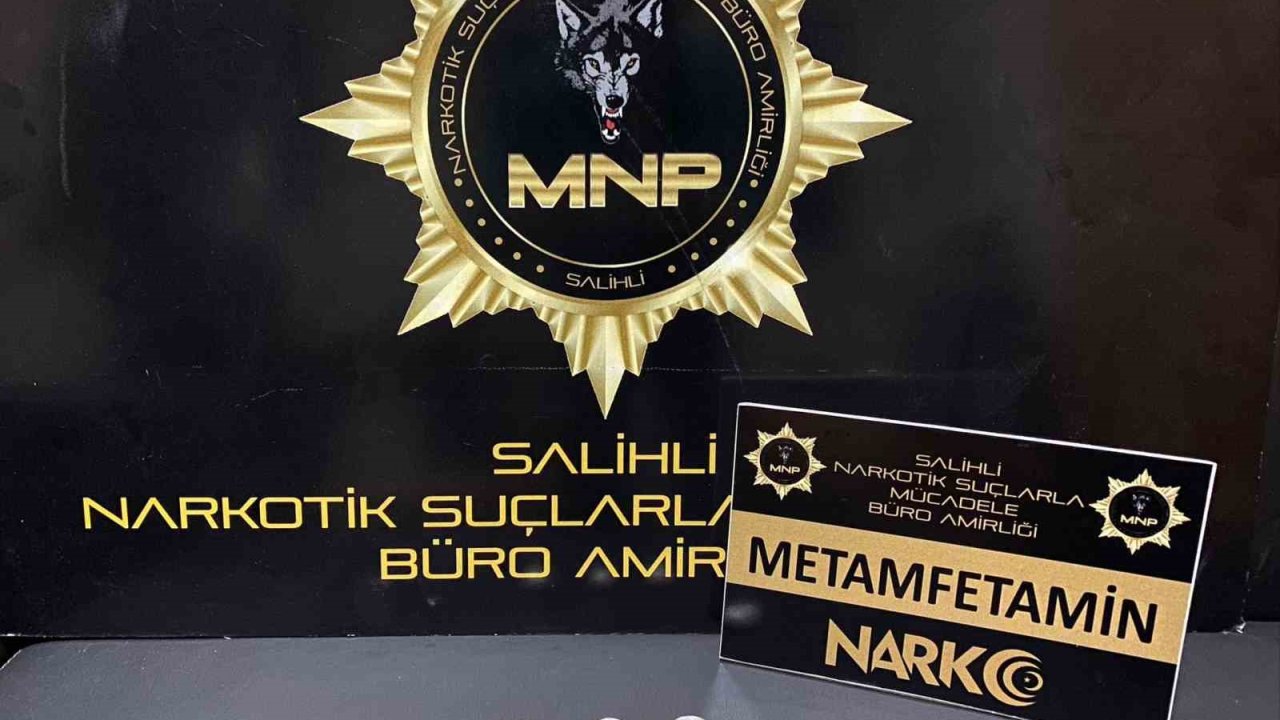 NARKOTİK SUÇ
BÜRO AMİRLİĞİ
MNP
SALİHLİ
SALİHLİ
NARKOTİK SUÇLARLA
BÜRO AMİR
SALİHLİ
NARKOTİK SUÇLARLA
MÜCADELE
BÜRO AMİRLİĞİ
MNP
MNP
METAMFETAMİN
NARKO